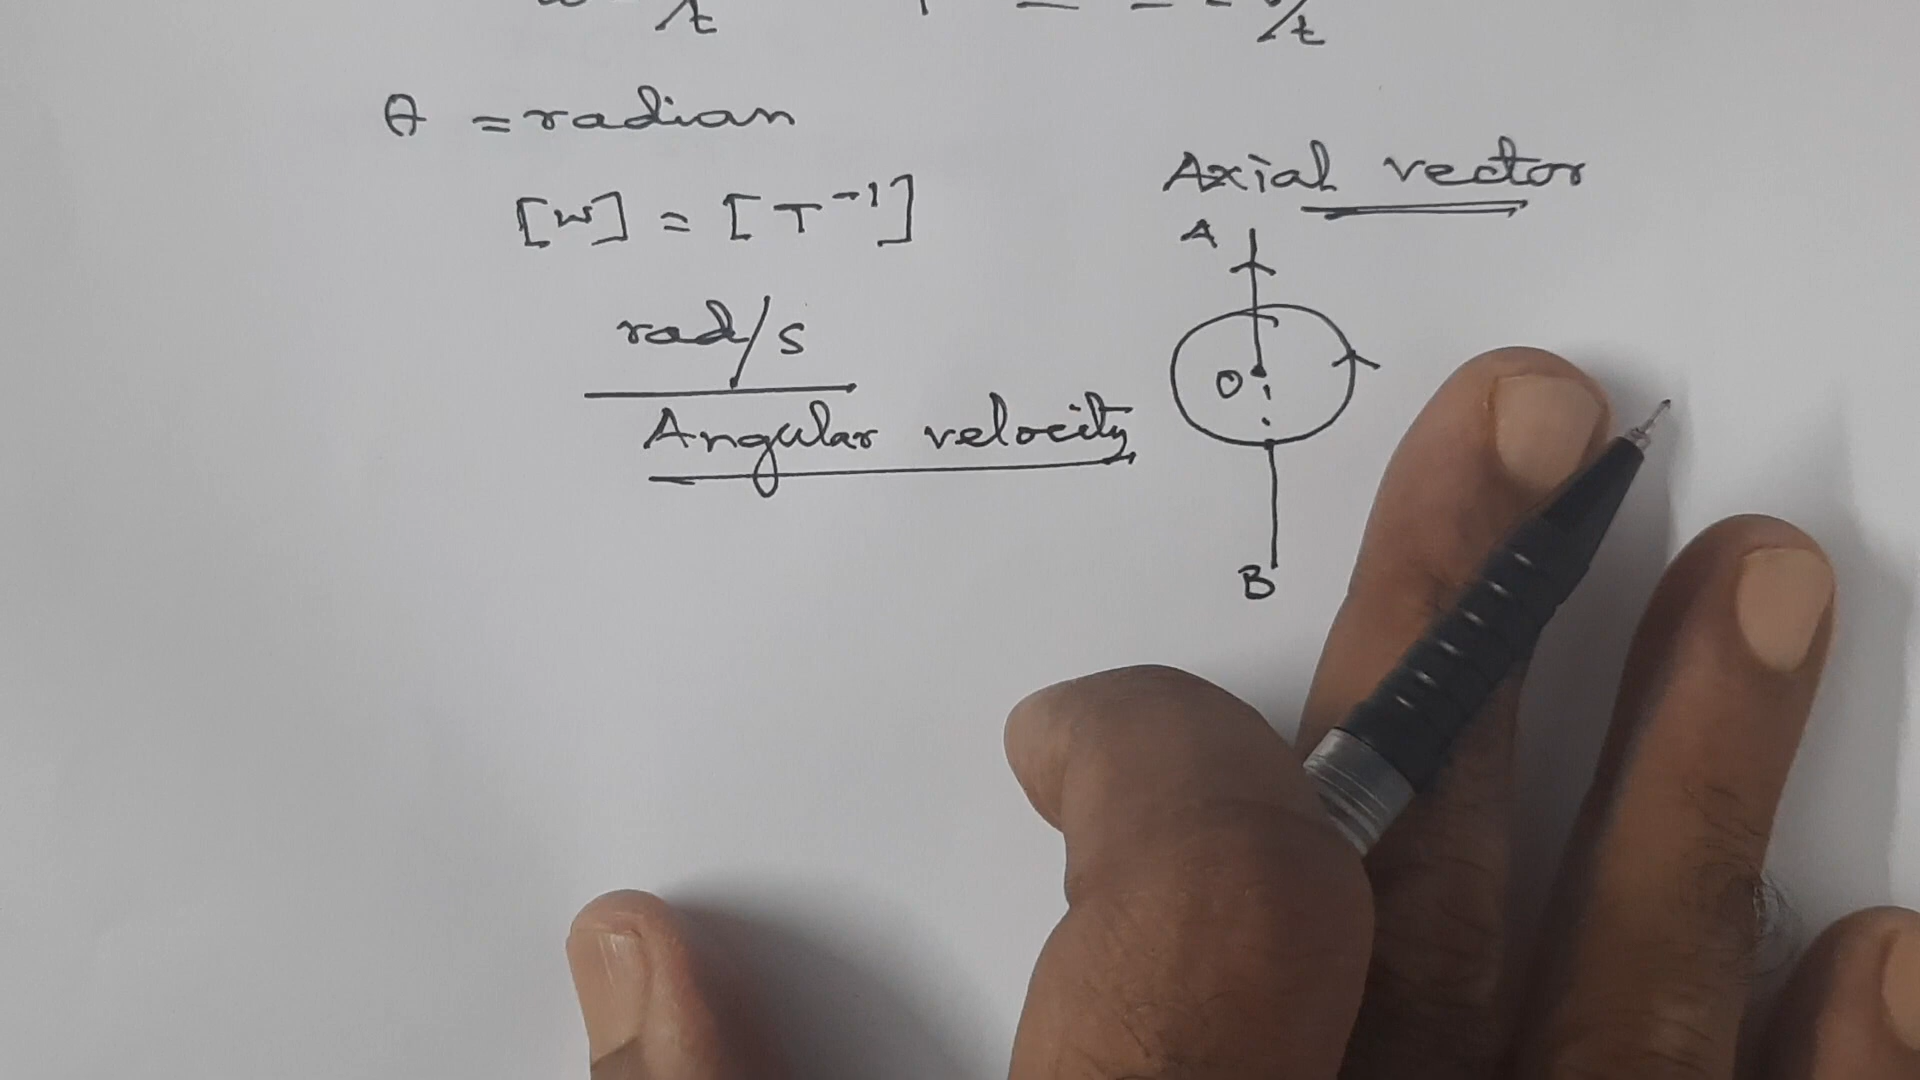 θ = radian
[w] = [T⁻¹]
rad/s
Angular velocity
Axial vector
A
O
B